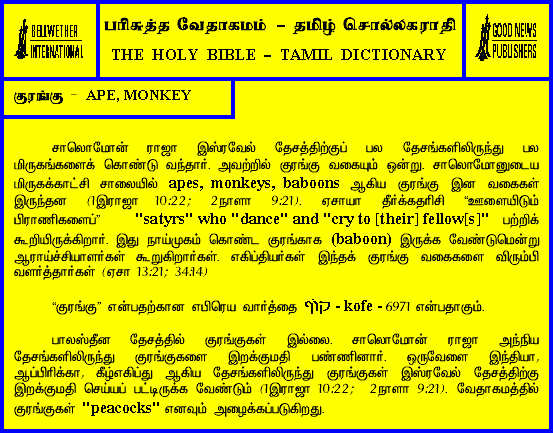 BELLWETHER
INTERNATIONAL
பரிசுத்த வேதாகமம் – தமிழ் சொல்லகராதி
THE HOLY BIBLE – TAMIL DICTIONARY
GOOD NEWS
PUBLISHERS
குரங்கு – APE, MONKEY
சாலொமோன் ராஜா இஸ்ரவேல் தேசத்திற்குப் பல தேசங்களிலிருந்து பல
மிருகங்களைக் கொண்டு வந்தார். அவற்றில் குரங்கு வகையும் ஒன்று. சாலொமோனுடைய
மிருகக்காட்சி சாலையில் apes, monkeys, baboons ஆகிய குரங்கு இன வகைகள்
இருந்தன (1இராஜா 10:22; 2நாளா 9:21). ஏசாயா தீர்க்கதரிசி “ஊளையிடும்
பிராணிகளைப்” "satyrs" who "dance" and "cry to [their] fellow[s]" பற்றிக்
கூறியிருக்கிறார். இது நாய்முகம் கொண்ட குரங்காக (baboon) இருக்க வேண்டுமென்று
ஆராய்ச்சியாளர்கள் கூறுகிறார்கள். எகிப்தியர்கள் இந்தக் குரங்கு வகைகளை விரும்பி
வளர்த்தார்கள் (ஏசா 13:21; 34:14)
“குரங்கு” என்பதற்கான எபிரெய வார்த்தை קוֹף - kofe - 6971 என்பதாகும்.
பாலஸ்தீன தேசத்தில் குரங்குகள் இல்லை. சாலொமோன் ராஜா அந்நிய
தேசங்களிலிருந்து குரங்குகளை இறக்குமதி பண்ணினார். ஒருவேளை இந்தியா,
ஆப்பிரிக்கா, கீழ்எகிப்து ஆகிய தேசங்களிலிருந்து குரங்குகள் இஸ்ரவேல் தேசத்திற்கு
இறக்குமதி செய்யப் பட்டிருக்க வேண்டும் (1இராஜா 10:22; 2நாளா 9:21). வேதாகமத்தில்
குரங்குகள் "peacocks" எனவும் அழைக்கப்படுகிறது.